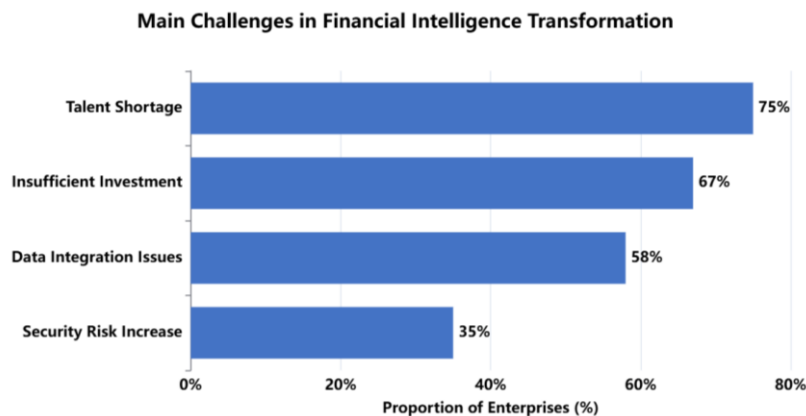 Main Challenges in Financial Intelligence Transformation
Talent Shortage
75%
Insufficient Investment
67%
Data Integration Issues
58%
Security Risk Increase
35%
0%
20%
40%
60%
80%
Proportion of Enterprises (%)